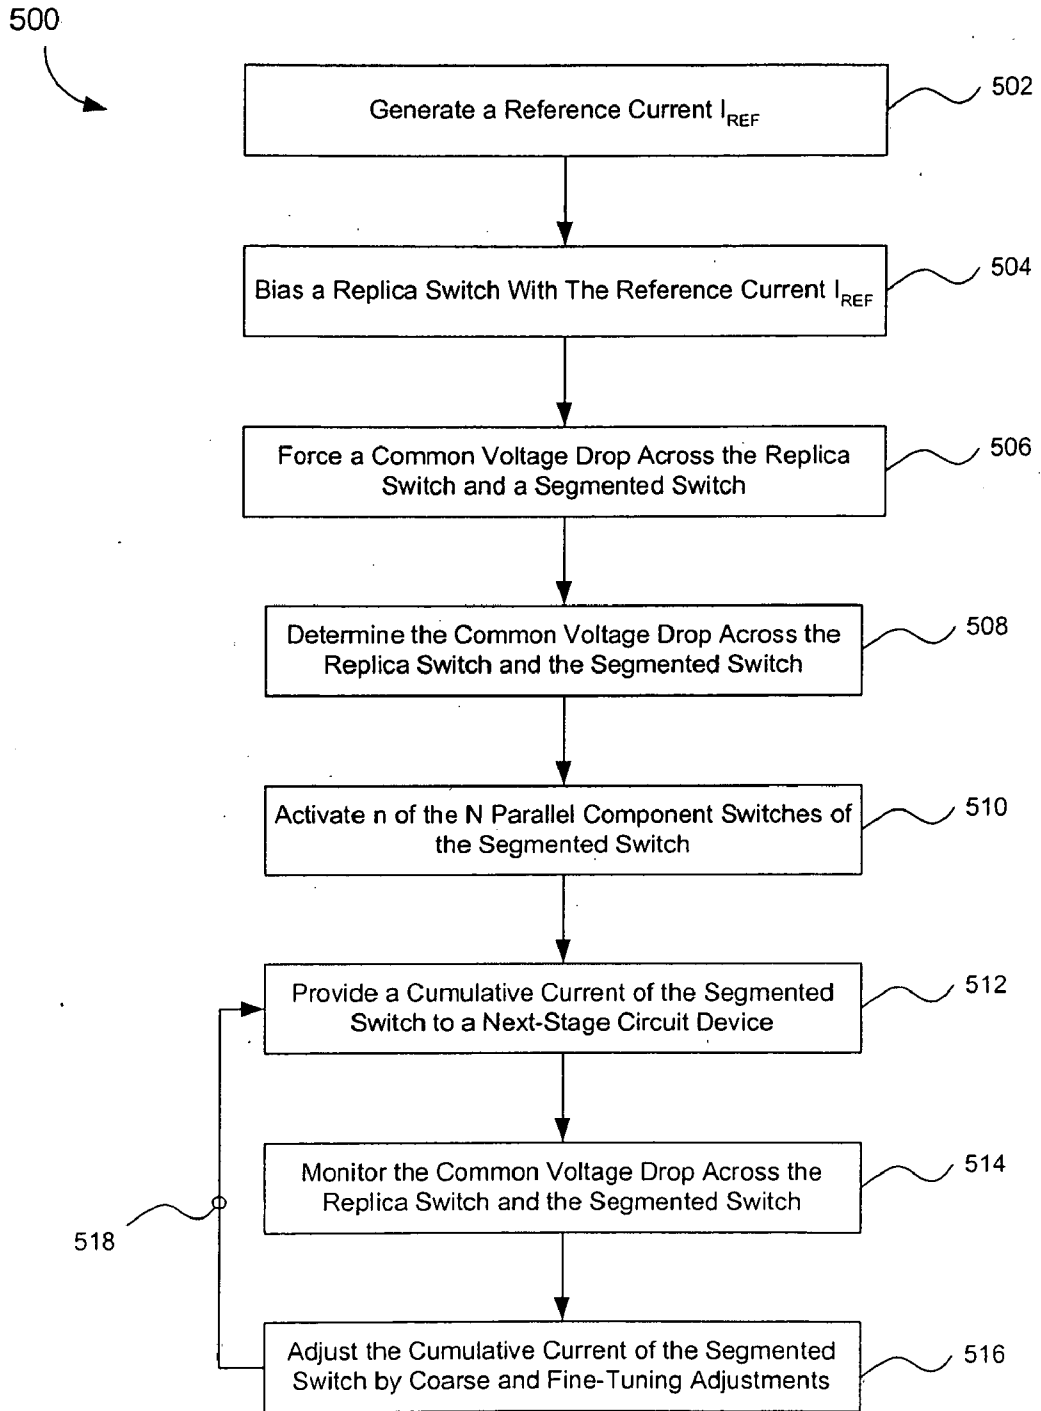 500
Generate a Reference Current I_REF
502
Bias a Replica Switch With The Reference Current I_REF
504
Force a Common Voltage Drop Across the Replica
Switch and a Segmented Switch
506
Determine the Common Voltage Drop Across the
Replica Switch and the Segmented Switch
508
Activate n of the N Parallel Component Switches of
the Segmented Switch
510
Provide a Cumulative Current of the Segmented
Switch to a Next-Stage Circuit Device
512
Monitor the Common Voltage Drop Across the
Replica Switch and the Segmented Switch
514
518
Adjust the Cumulative Current of the Segmented
Switch by Coarse and Fine-Tuning Adjustments
516